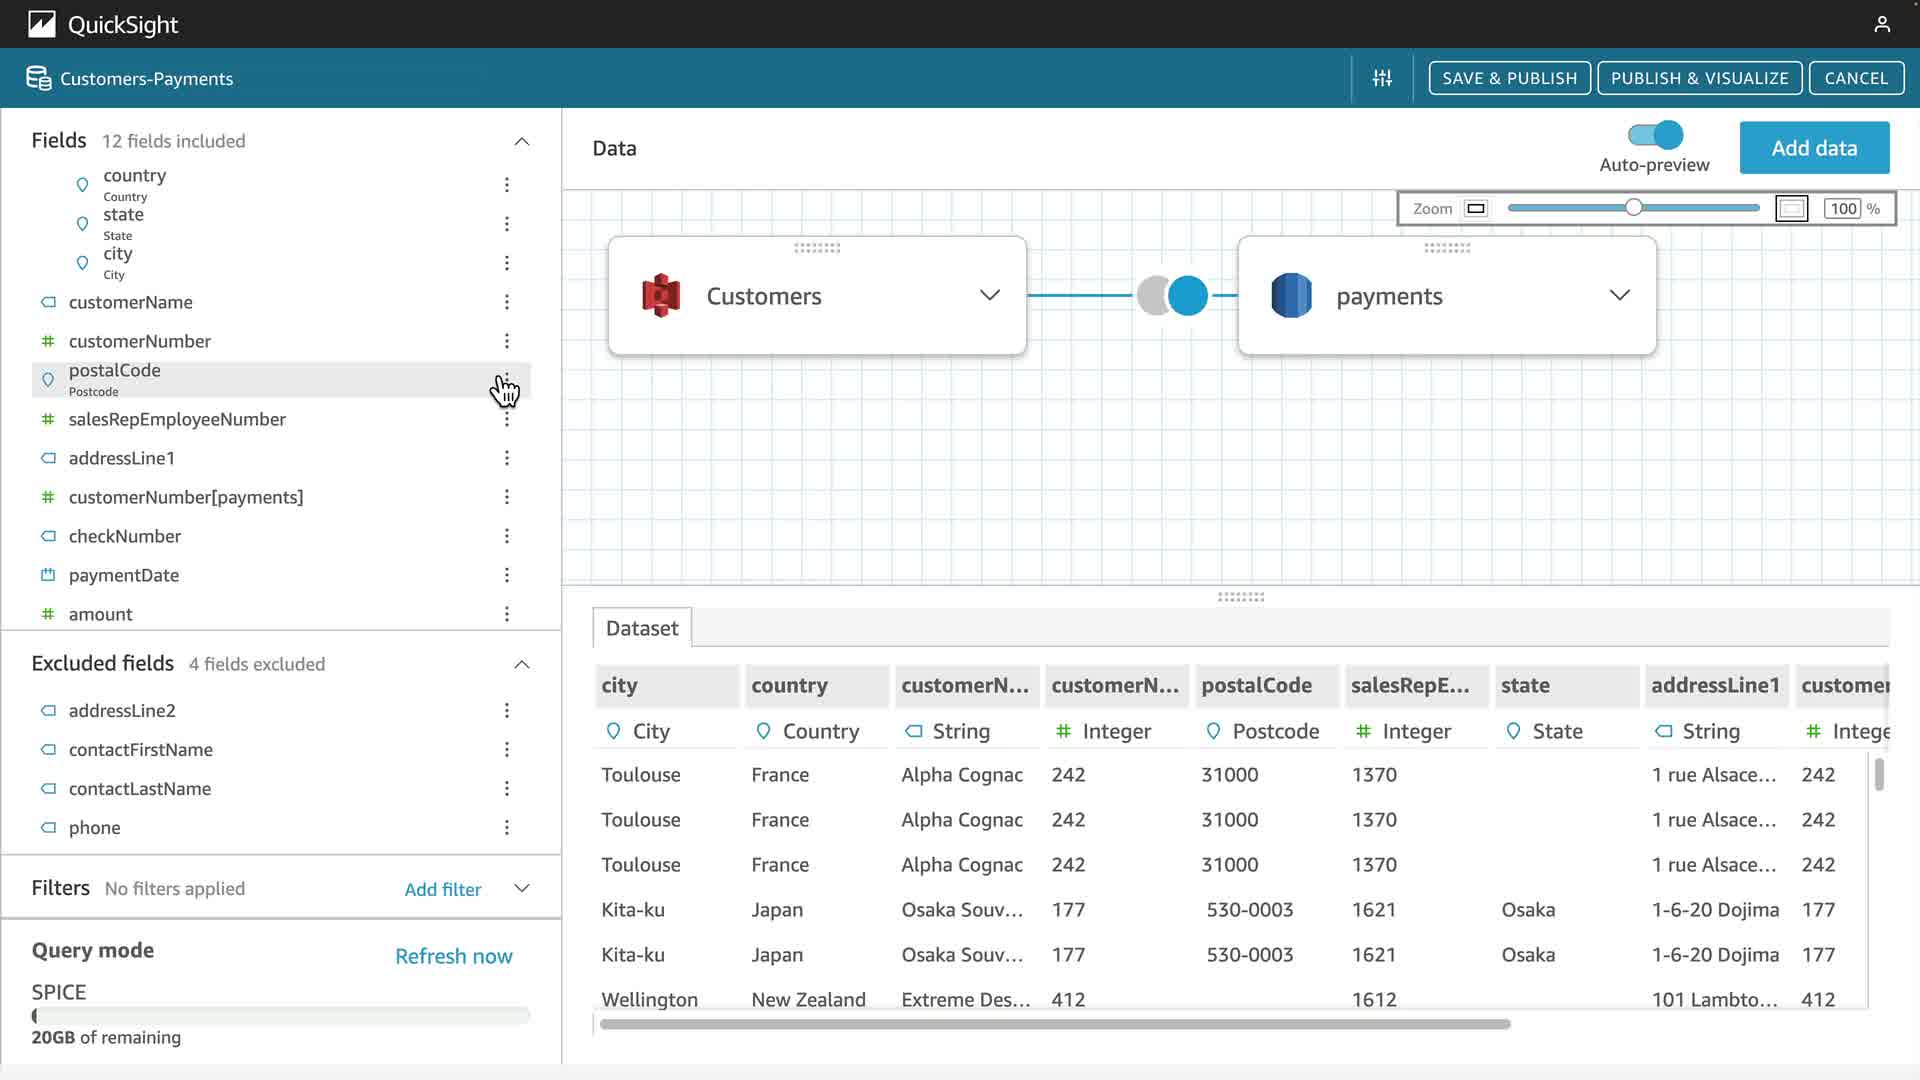 QuickSight
Customers-Payments
SAVE & PUBLISH
PUBLISH & VISUALIZE
CANCEL
Fields 12 fields included
country
Country
state
State
city
City
customerName
customerNumber
postalCode
Postcode
salesRepEmployeeNumber
addressLine1
customerNumber[payments]
checkNumber
paymentDate
amount
Excluded fields 4 fields excluded
addressLine2
contactFirstName
contactLastName
phone
Filters No filters applied Add filter
Query mode Refresh now
SPICE
20GB of remaining
Data
Auto-preview
Add data
Zoom 100 %
Customers
payments
Dataset
city country customerN... customerN... postalCode salesRepE... state addressLine1 customer
City Country String Integer Postcode Integer State String Intege
Toulouse France Alpha Cognac 242 31000 1370 1 rue Alsace... 242
Toulouse France Alpha Cognac 242 31000 1370 1 rue Alsace... 242
Toulouse France Alpha Cognac 242 31000 1370 1 rue Alsace... 242
Kita-ku Japan Osaka Souv... 177 530-0003 1621 Osaka 1-6-20 Dojima 177
Kita-ku Japan Osaka Souv... 177 530-0003 1621 Osaka 1-6-20 Dojima 177
Wellington New Zealand Extreme Des... 412 1612 101 Lambto... 412